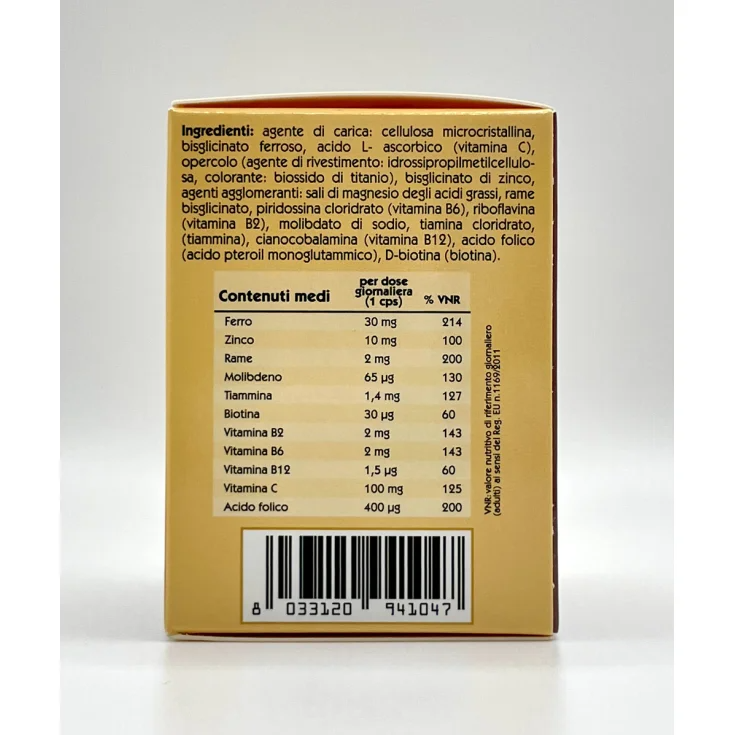 Ingredienti: agente di carica: cellulosa microcristallina,
bisglicinato ferroso, acido L- ascorbico (vitamina C),
opercolo (agente di rivestimento: idrossipropilmetilcellulo-
sa, colorante: biossido di titanio), bisglicinato di zinco,
agenti agglomeranti: sali di magnesio degli acidi grassi, rame
bisglicinato, piridossina cloridrato (vitamina B6), riboflavina
(vitamina B2), molibdato di sodio, tiamina cloridrato,
(tiammina), cianocobalamina (vitamina B12), acido folico
(acido pteroil monoglutammico), D-biotina (biotina).
Contenuti medi per dose giornaliera (1 cps) % VNR
Ferro 30 mg 214
Zinco 10 mg 100
Rame 2 mg 200
Molibdeno 65 µg 130
Tiammina 1,4 mg 127
Biotina 30 µg 60
Vitamina B2 2 mg 143
Vitamina B6 2 mg 143
Vitamina B12 1,5 µg 60
Vitamina C 100 mg 125
Acido folico 400 µg 200
VNR: valore nutritivo di riferimento giornaliero
(adulti) ai sensi del Reg. EU n.1169/2011
8 033120 941047